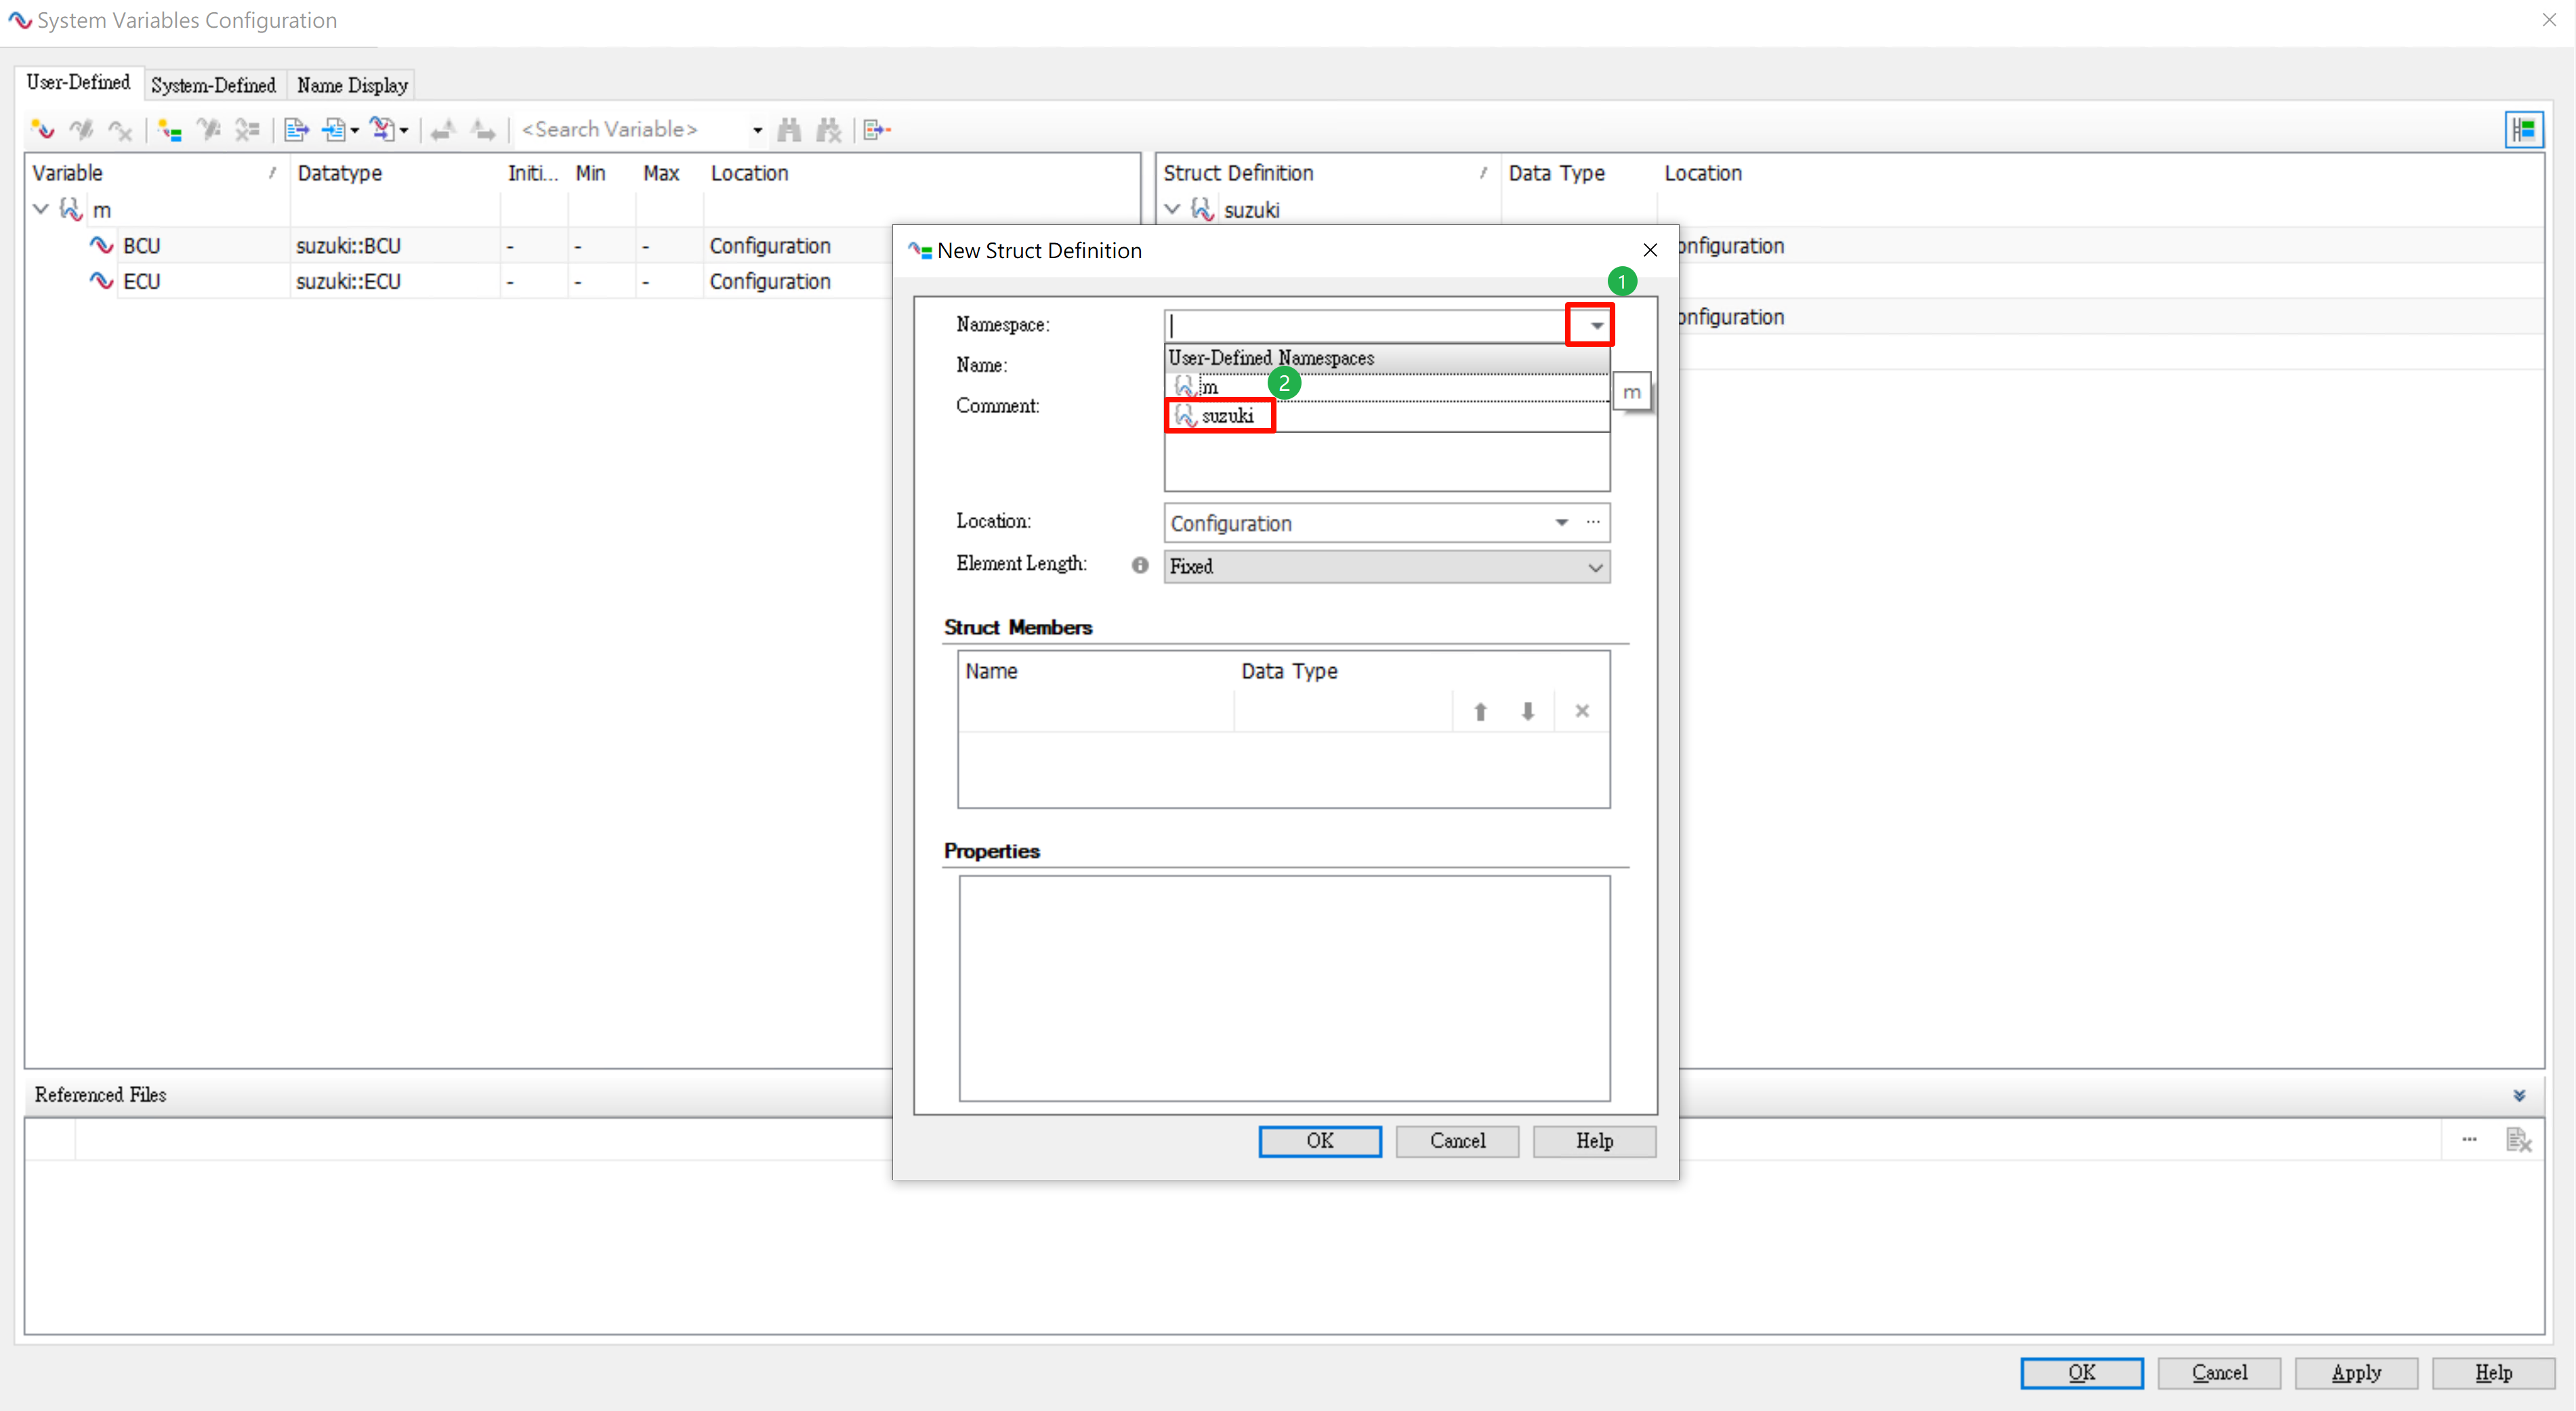 System Variables Configuration
User-Defined System-Defined Name Display
<Search Variable>
Variable Datatype Initi... Min Max Location
m
BCU suzuki::BCU - - - Configuration
ECU suzuki::ECU - - - Configuration
Struct Definition Data Type Location
suzuki
onfiguration
onfiguration
New Struct Definition
1
Namespace:
User-Defined Namespaces
Name:
m
2
m
Comment:
suzuki
Location: Configuration ...
Element Length: Fixed
Struct Members
Name Data Type
Properties
OK Cancel Help
Referenced Files
...
OK Cancel Apply Help